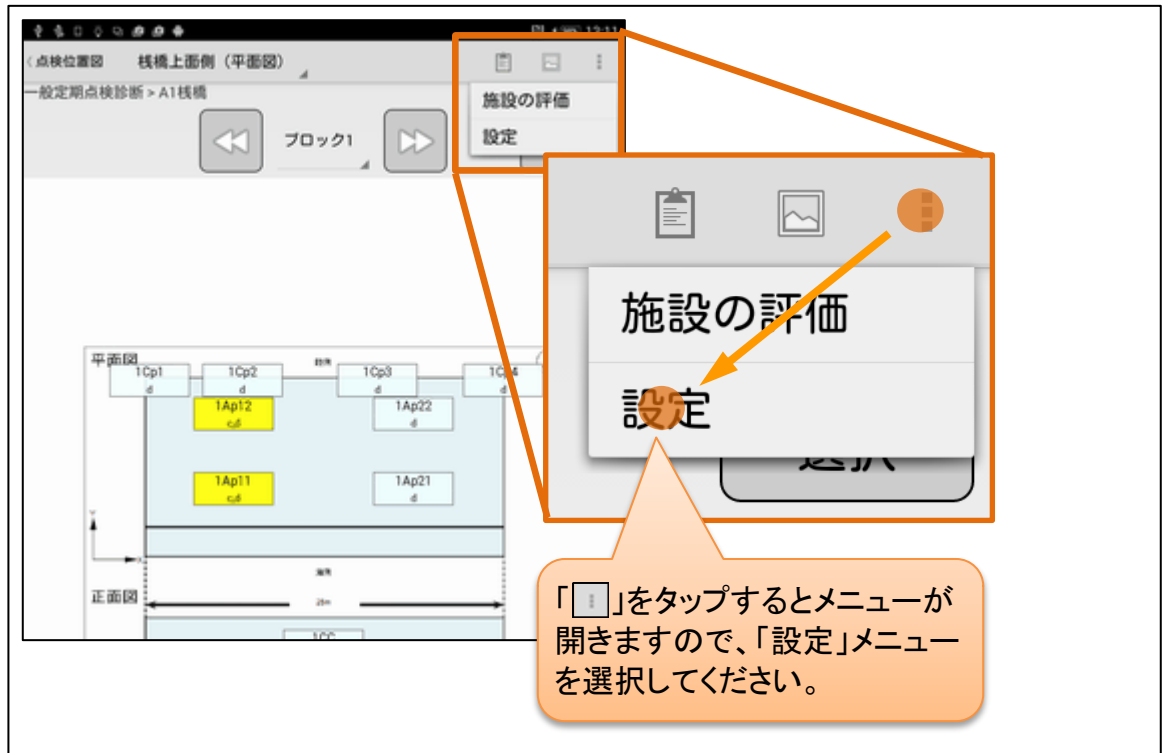 12:11
〈点検位置図 桟橋上面側（平面図）
一般定期点検診断 > A1桟橋
ブロック1
施設の評価
設定
施設の評価
設定
選択
平面図
1Cp1
d
1Cp2
d
1Cp3
d
1Ap12
c,d
1Ap22
d
1Ap11
c,d
1Ap21
d
正面図
「 」をタップするとメニューが
開きますので、「設定」メニュー
を選択してください。